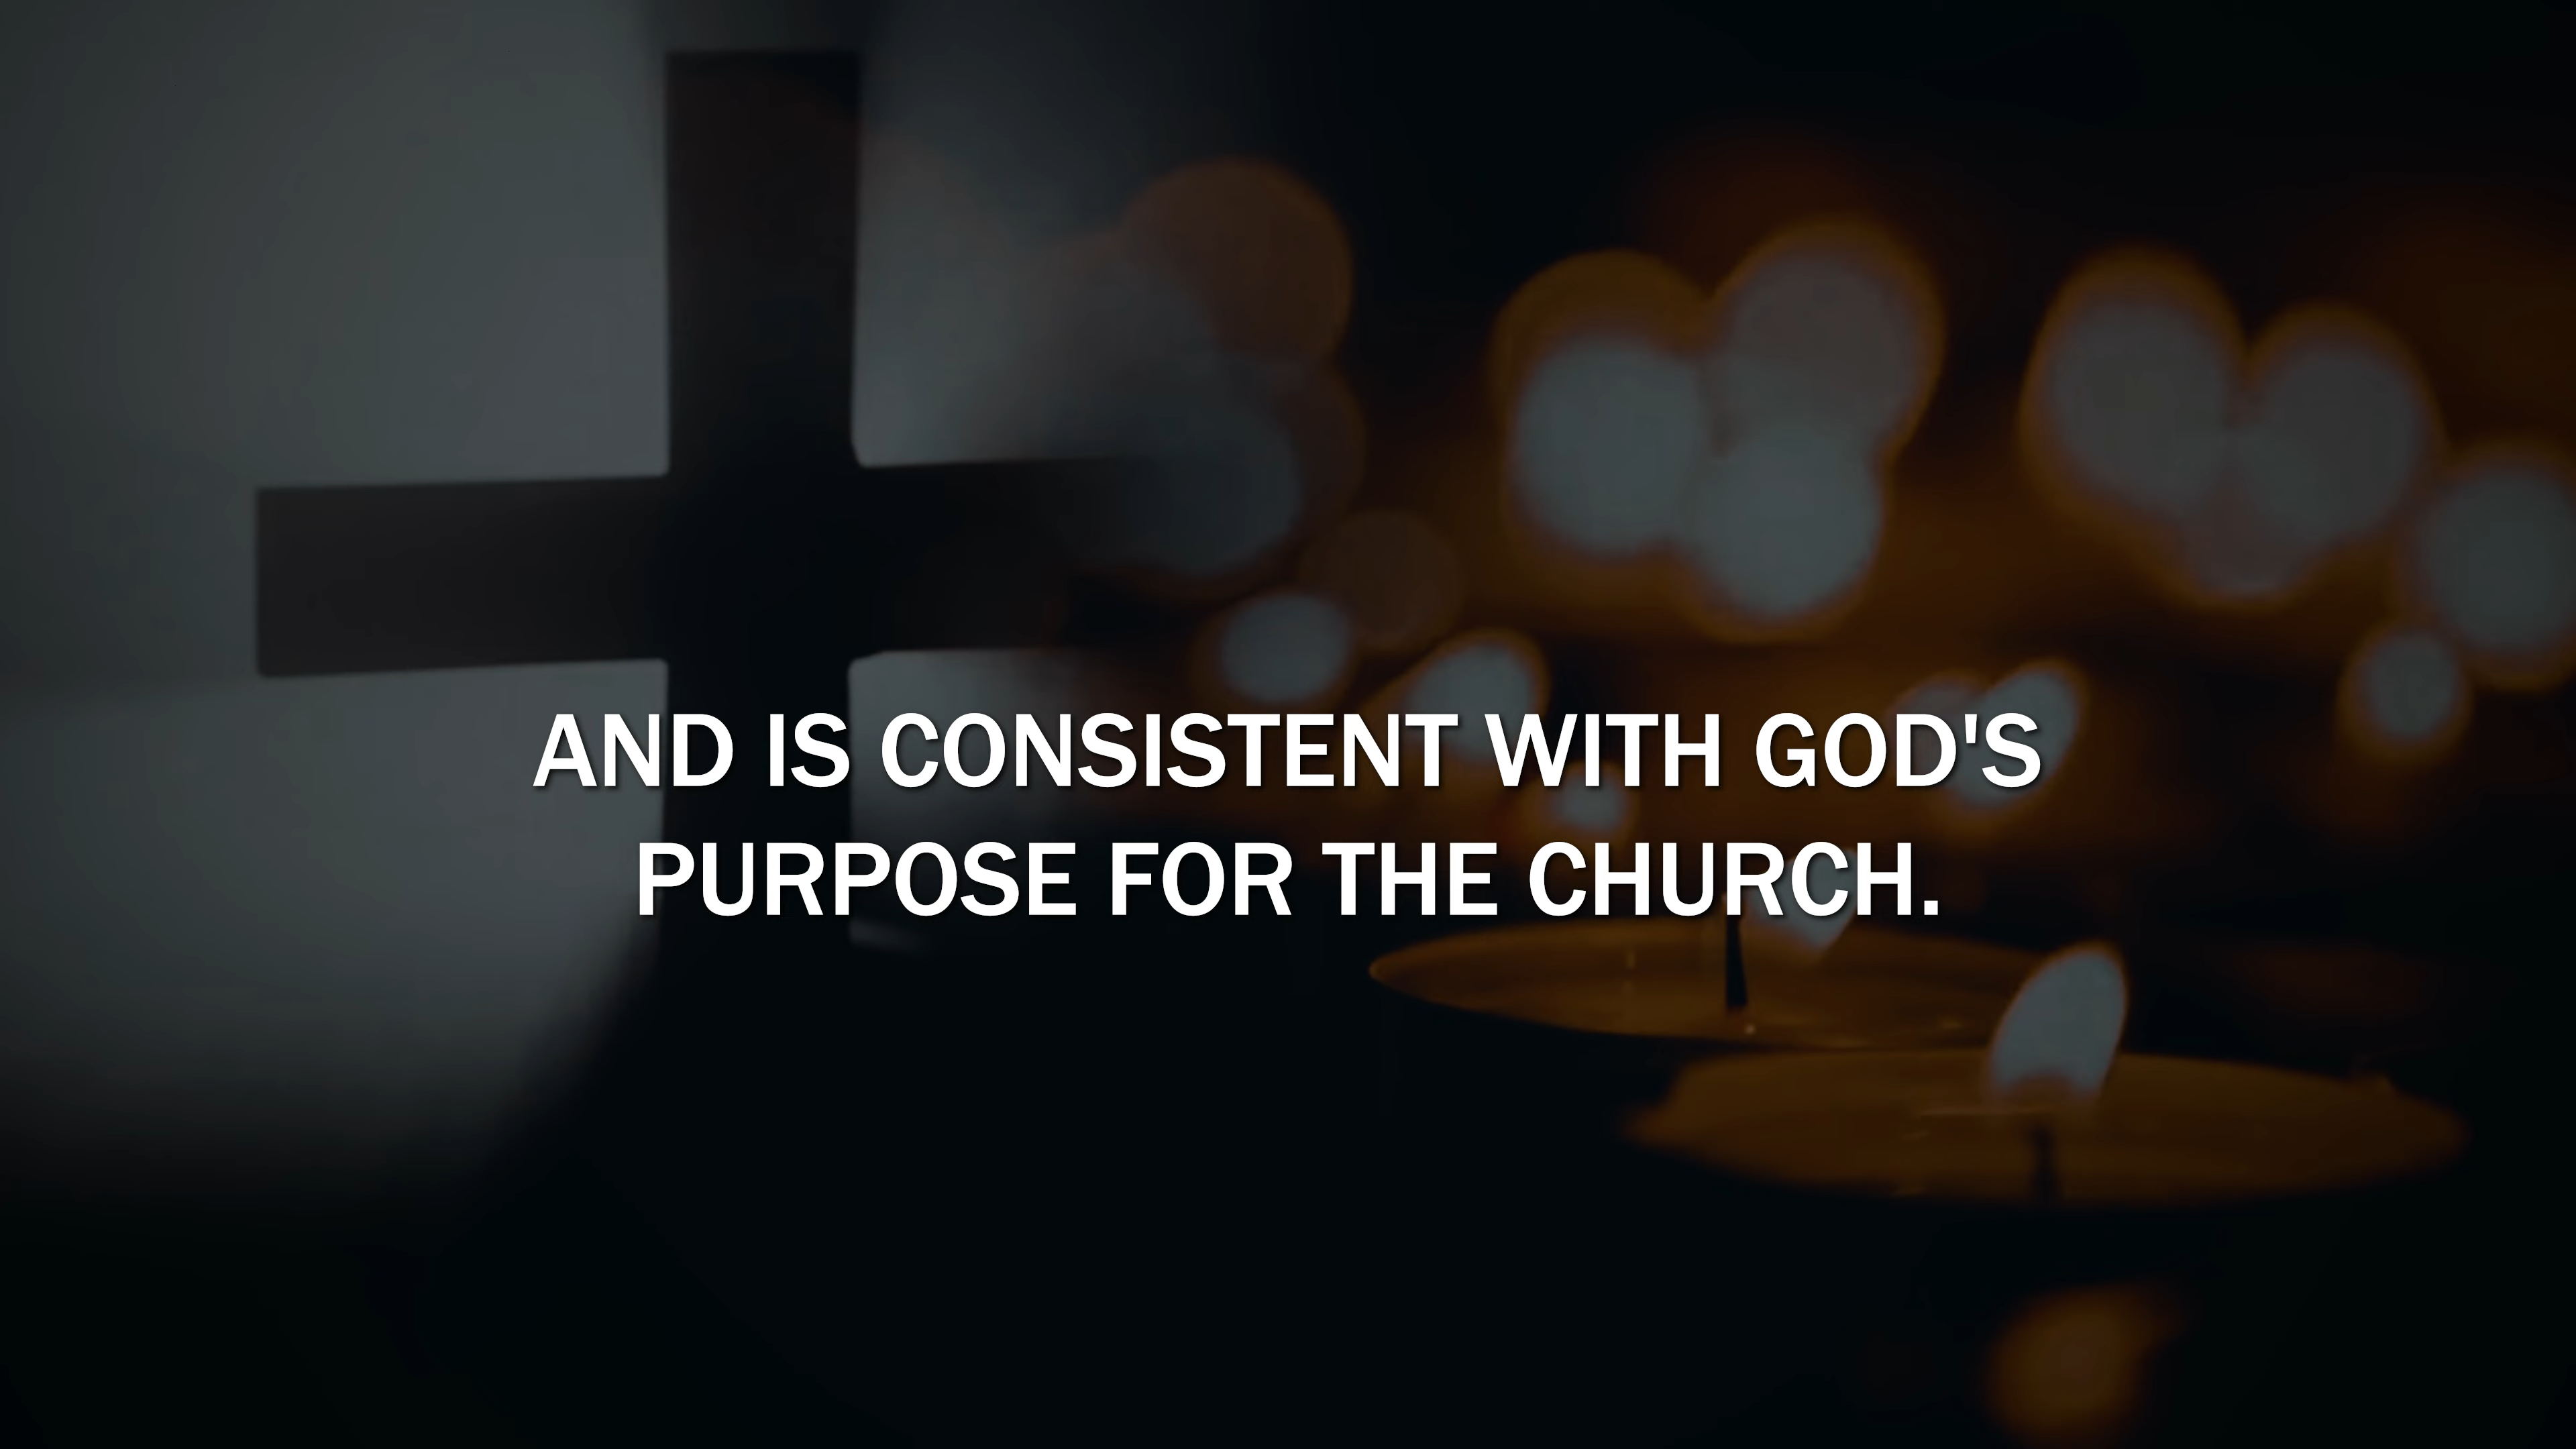 AND IS CONSISTENT WITH GOD'S
PURPOSE FOR THE CHURCH.